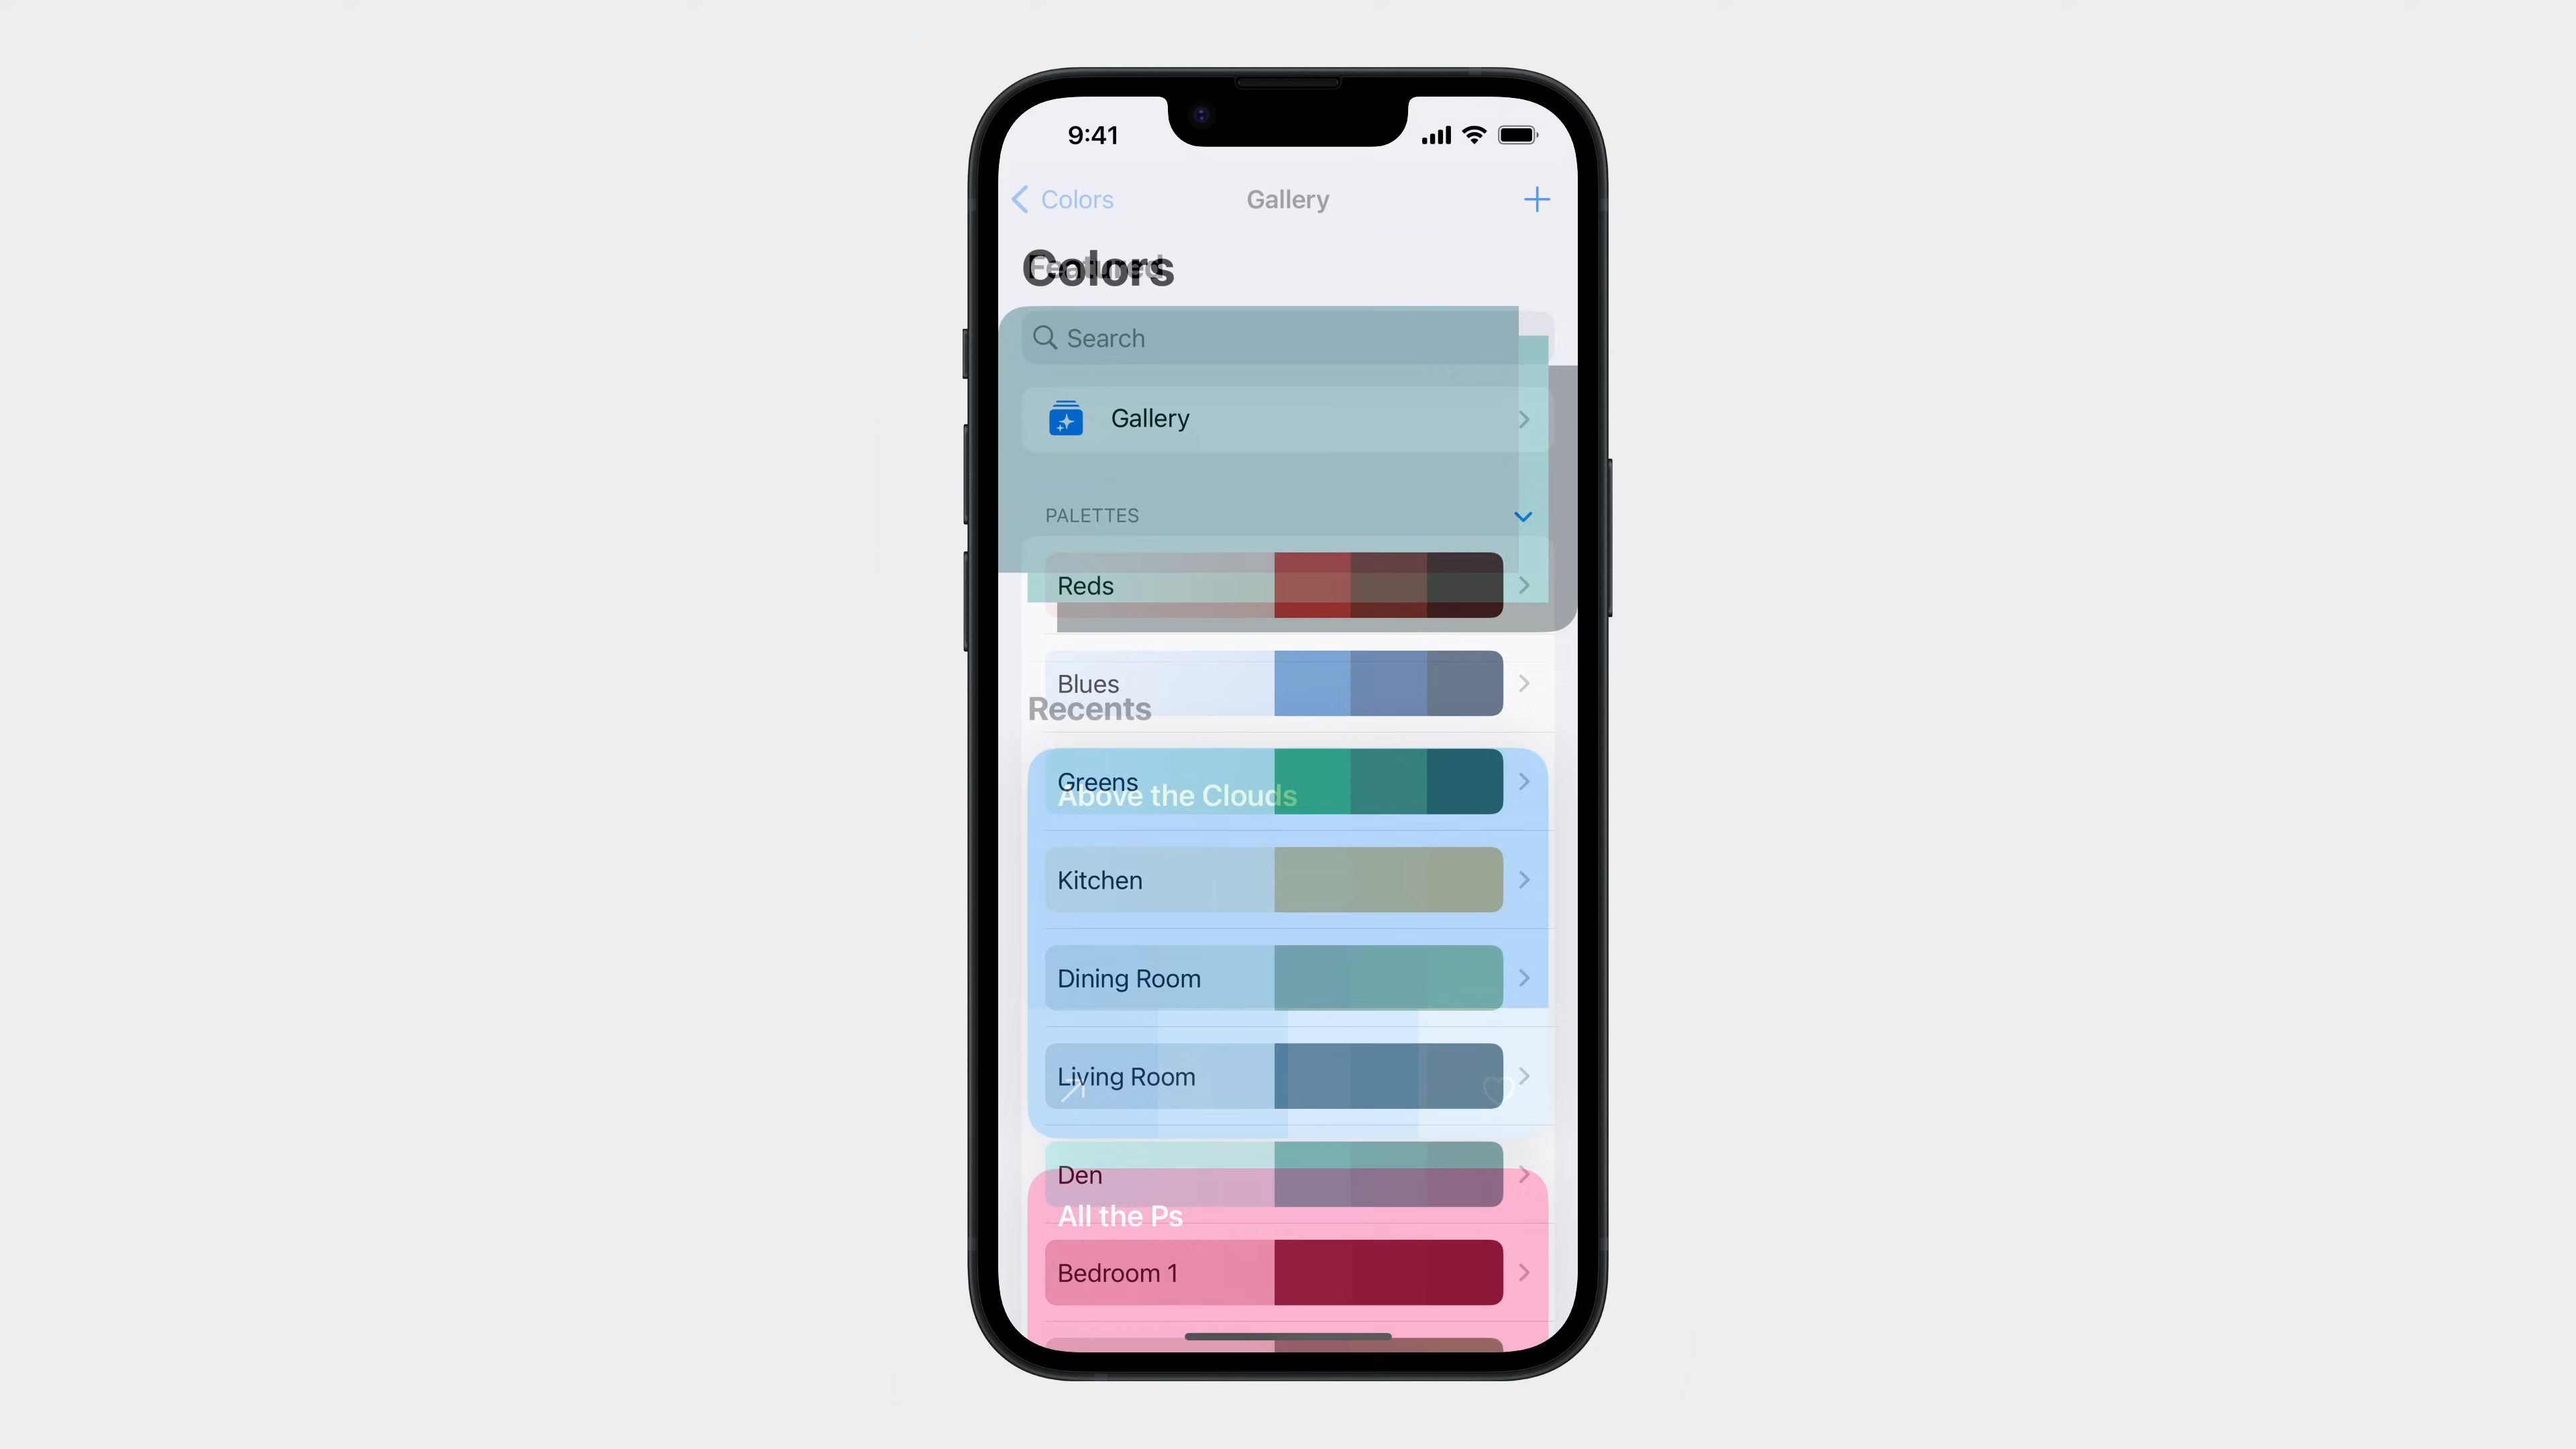 9:41
Colors
Gallery
Featured
Colors
Search
Gallery
PALETTES
Reds
Blues
Recents
Greens
Above the Clouds
Kitchen
Dining Room
Living Room
Den
All the Ps
Bedroom 1